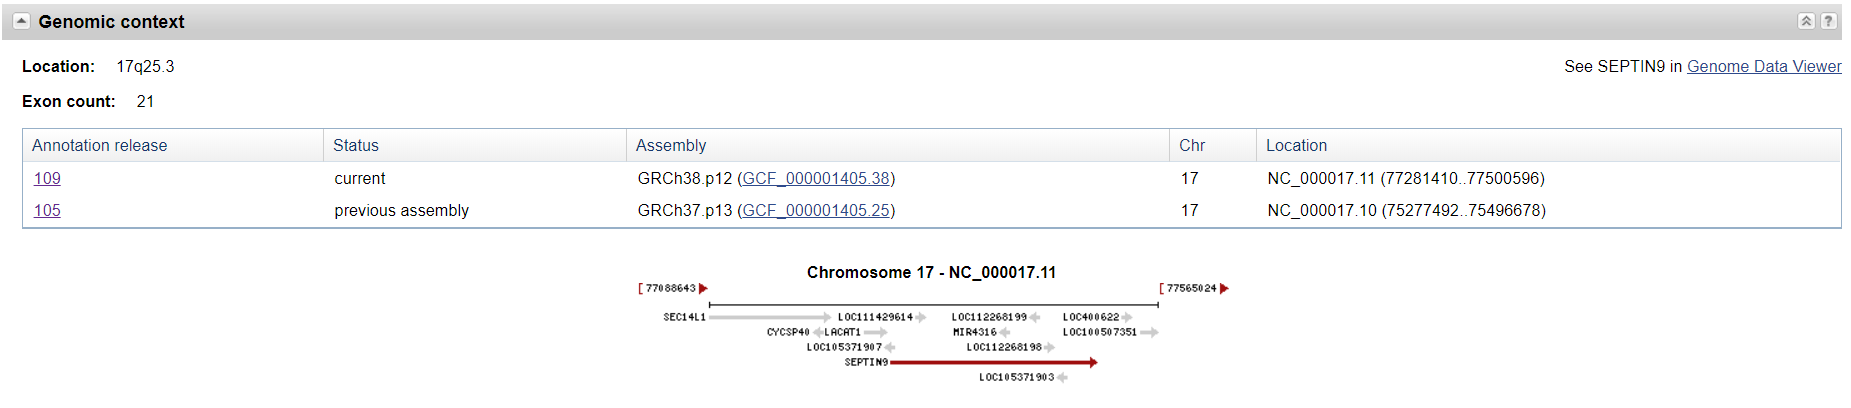 Genomic context
?
Location: 17q25.3
See SEPTIN9 in Genome Data Viewer
Exon count: 21
Annotation release Status Assembly Chr Location
109 current GRCh38.p12 (GCF_000001405.38) 17 NC_000017.11 (77281410..77500596)
105 previous assembly GRCh37.p13 (GCF_000001405.25) 17 NC_000017.10 (75277492..75496678)
Chromosome 17 - NC_000017.11
[ 77088643 [ 77565024
SEC14L1 LOC111429614 LOC112268199 LOC400622
CYCSP40 LACAT1 MIR4316 LOC100507351
LOC105371907 LOC112268198
SEPTIN9
LOC105371903